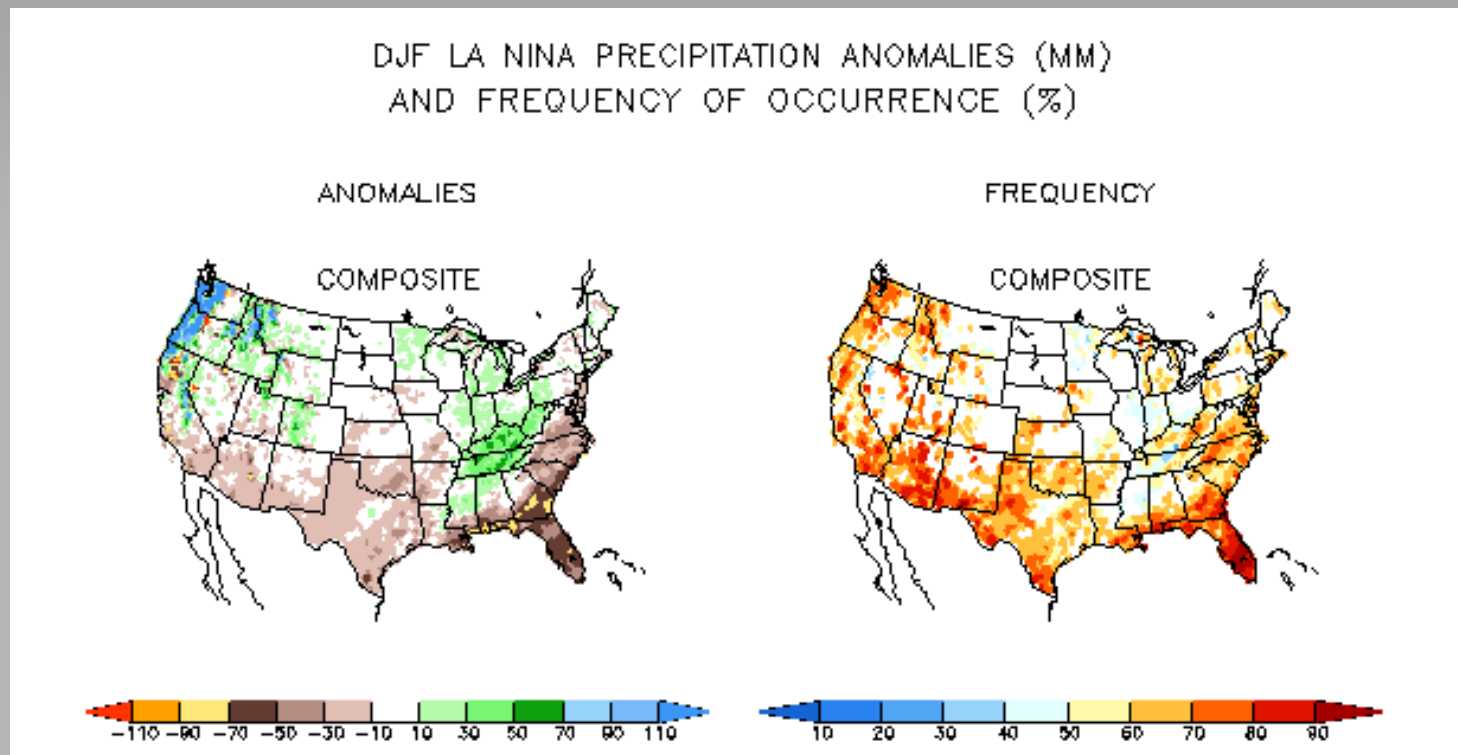 DJF LA NINA PRECIPITATION ANOMALIES (MM)
AND FREQUENCY OF OCCURRENCE (%)
ANOMALIES
FREQUENCY
COMPOSITE
COMPOSITE
-110 -90 -70 -50 -30 -10 10 30 50 70 90 110
10 20 30 40 50 60 70 80 90